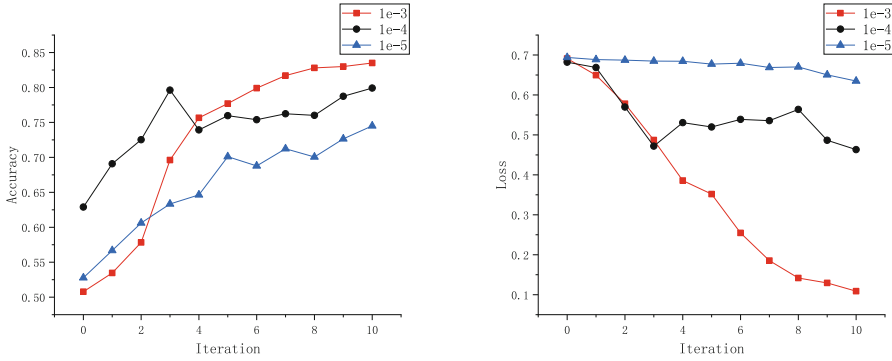 1e-3
1e-4
1e-5
0.85
0.80
0.75
0.70
0.65
0.60
0.55
0.50
Accuracy
0 2 4 6 8 10
Iteration
1e-3
1e-4
1e-5
0.7
0.6
0.5
0.4
0.3
0.2
0.1
Loss
0 2 4 6 8 10
Iteration